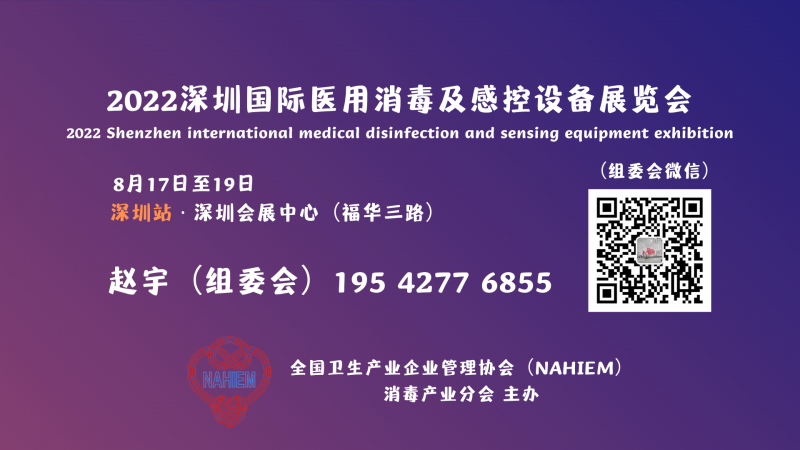 2022深圳国际医用消毒及感控设备展览会
2022 Shenzhen international medical disinfection and sensing equipment exhibition
（组委会微信）
8月17日至19日
深圳站·深圳会展中心（福华三路）
赵宇（组委会）195 4277 6855
NAHIEM
全国卫生产业企业管理协会（NAHIEM）
消毒产业分会 主办